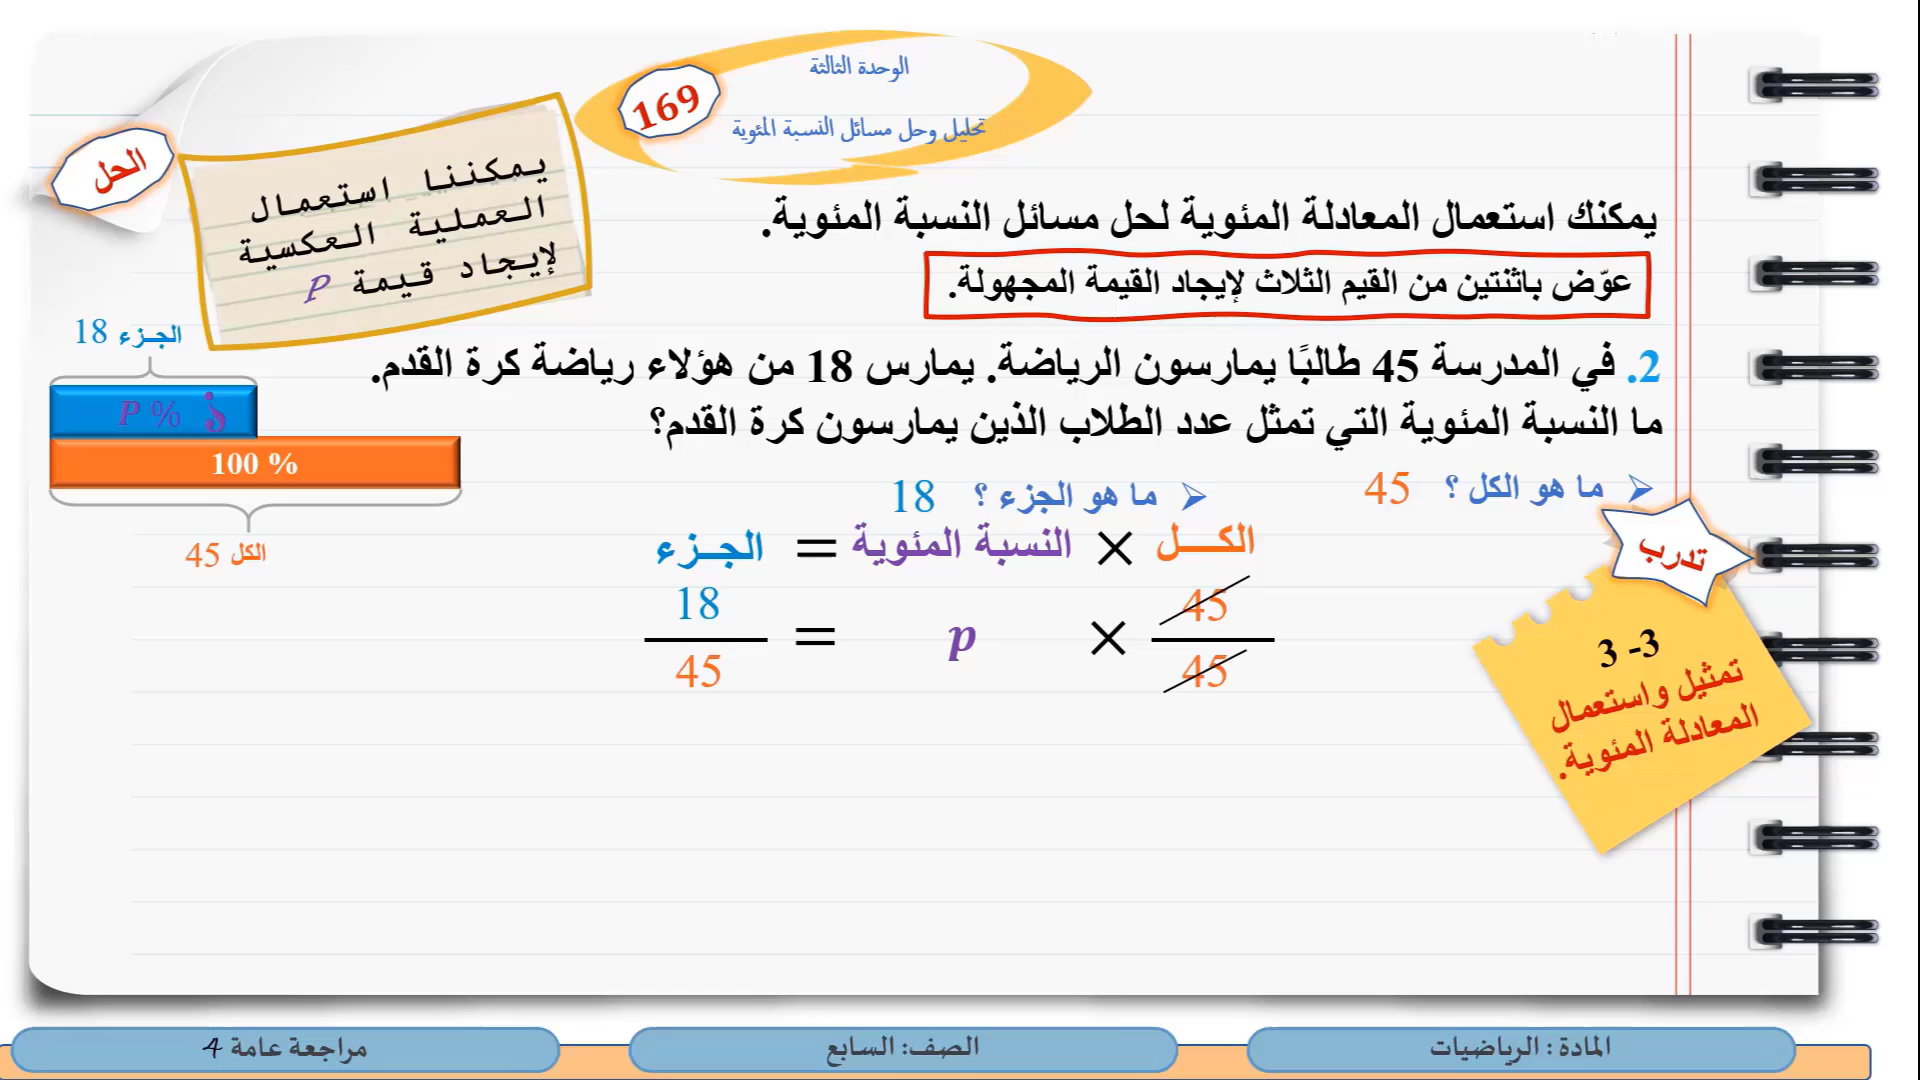 الوحدة الثالثة
169
تحليل وحل مسائل النسبة المئوية
الحل
يمكننا استعمال
العملية العكسية
لإيجاد قيمة P
يمكنك استعمال المعادلة المئوية لحل مسائل النسبة المئوية.
عوّض باثنتين من القيم الثلاث لإيجاد القيمة المجهولة.
2. في المدرسة 45 طالبًا يمارسون الرياضة. يمارس 18 من هؤلاء رياضة كرة القدم.
ما النسبة المئوية التي تمثل عدد الطلاب الذين يمارسون كرة القدم؟
الجزء 18
P % ؟
100 %
الكل 45
ما هو الكل ؟ 45
ما هو الجزء ؟ 18
الكل × النسبة المئوية = الجزء
45 18
× p =
45 45
تدرب
3- 3
تمثيل واستعمال
المعادلة المئوية.
المادة : الرياضيات
الصف: السابع
مراجعة عامة 4